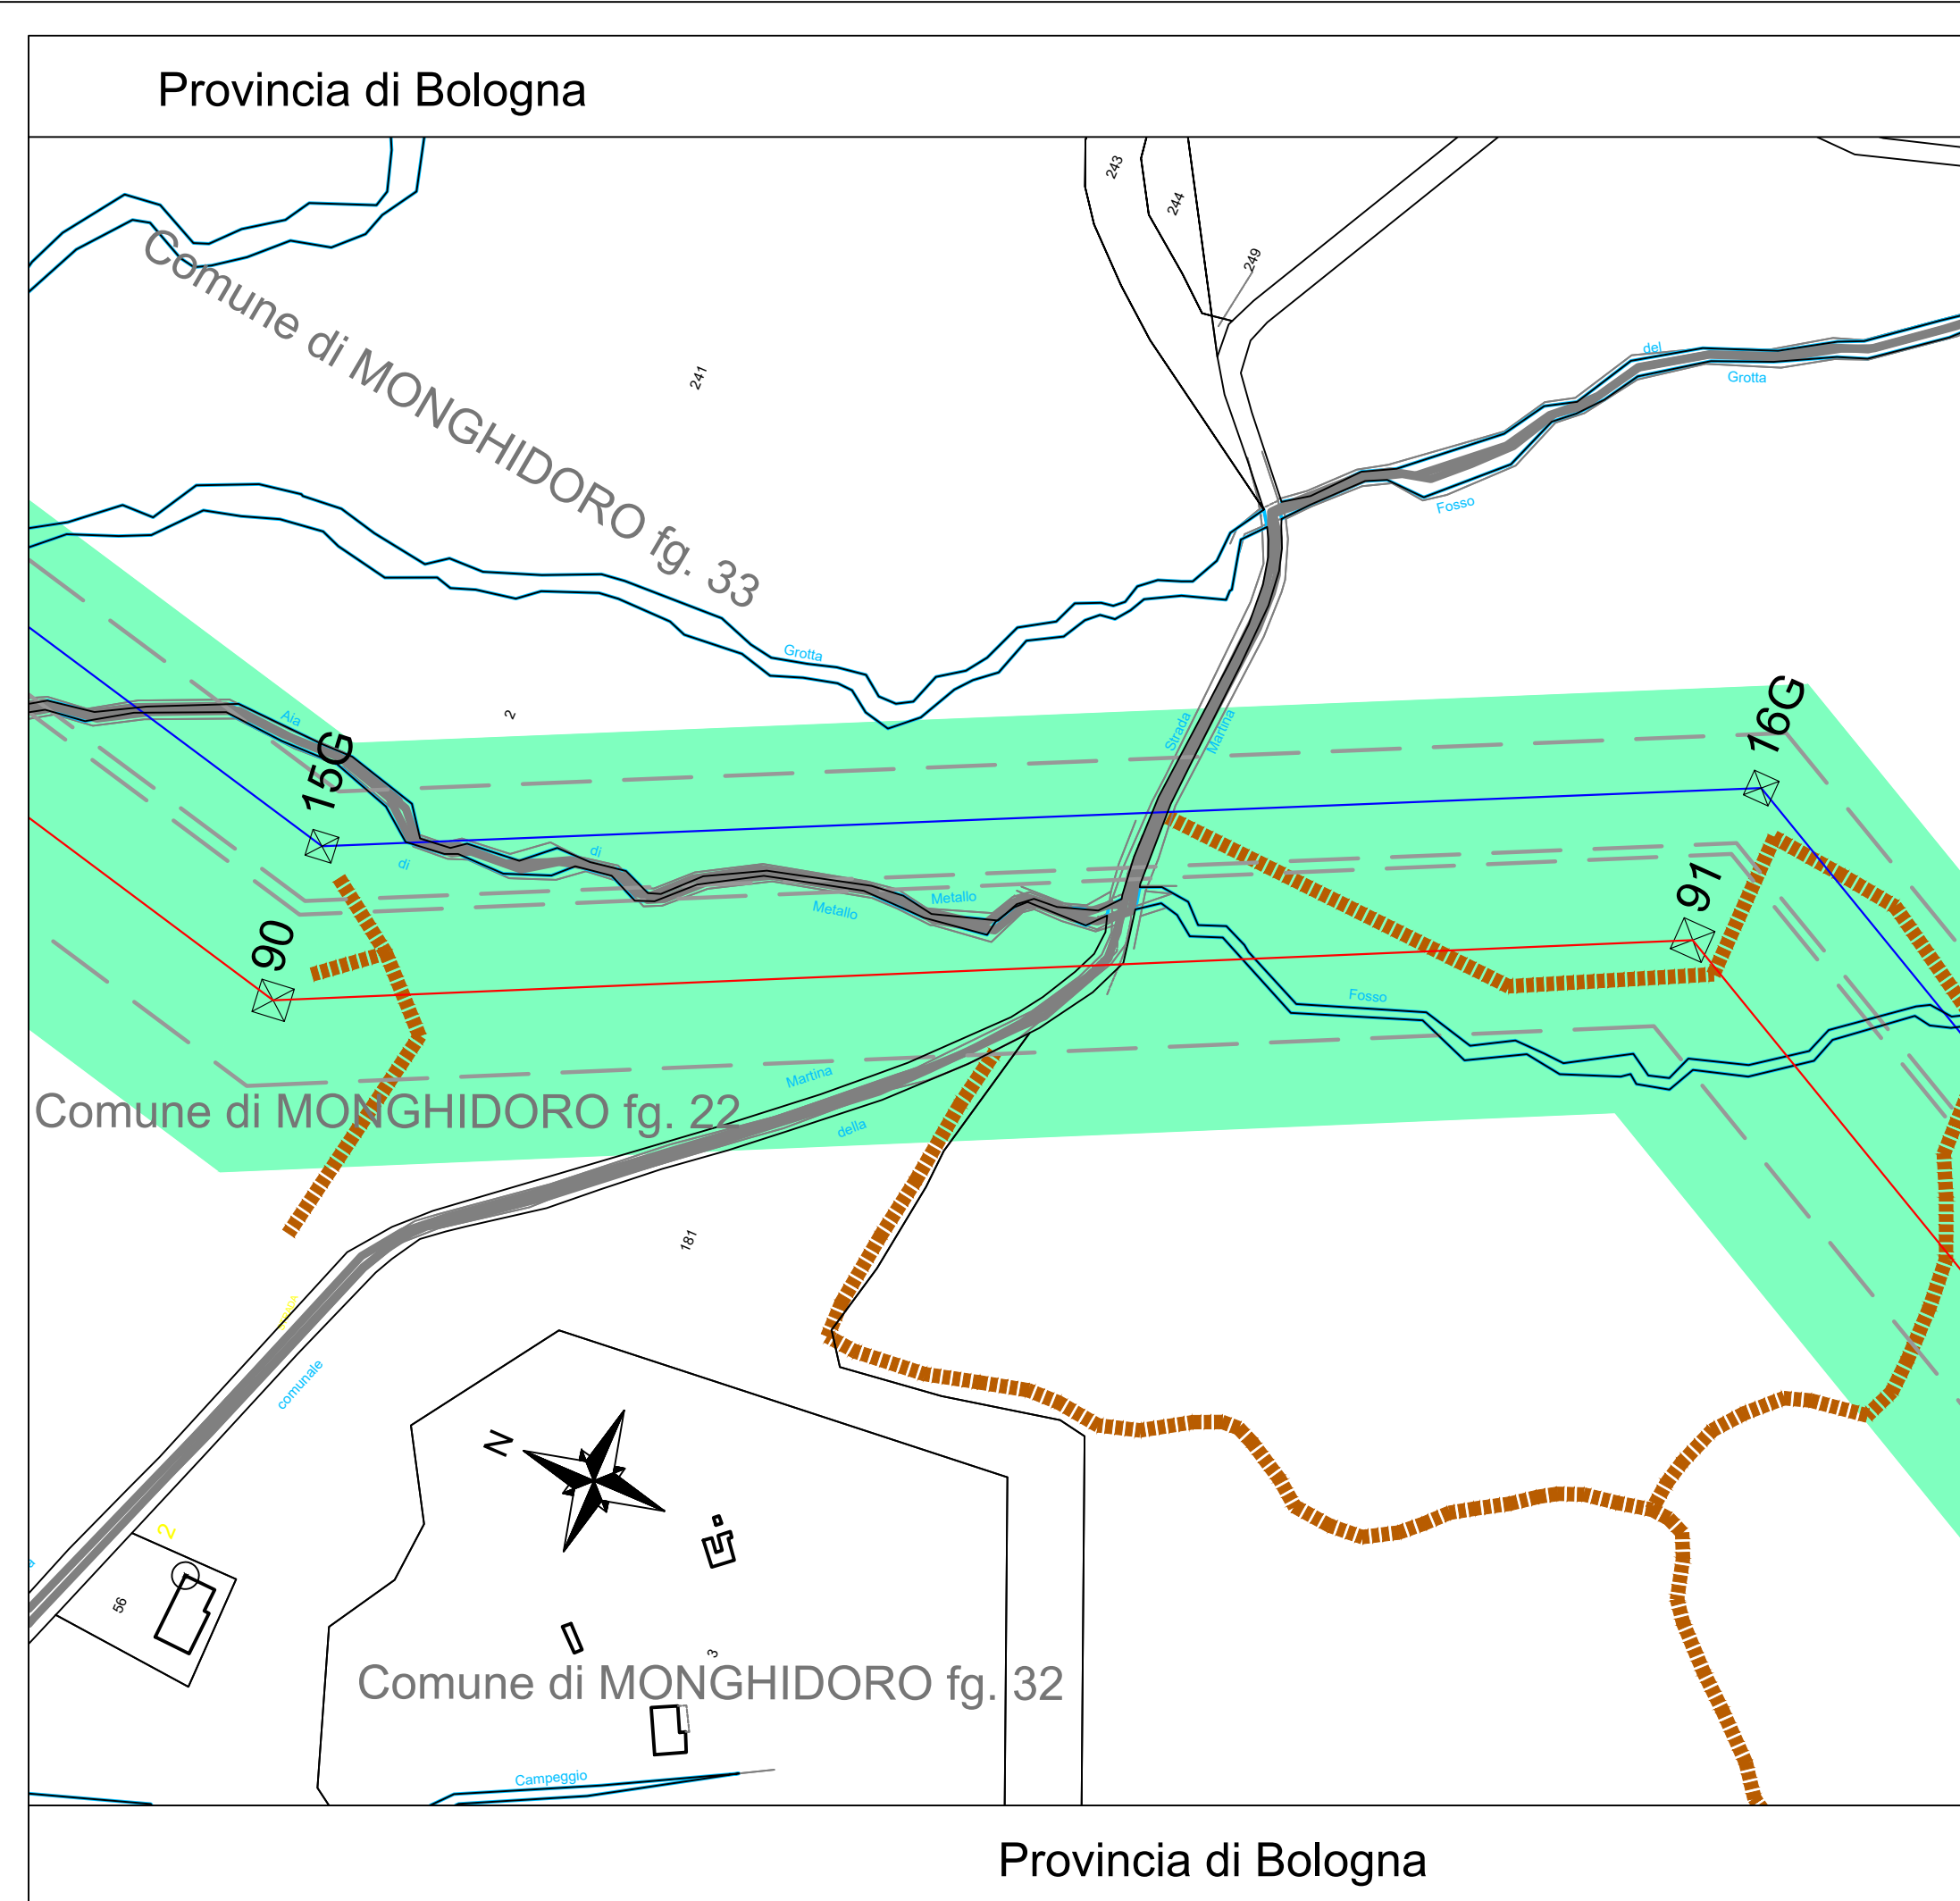 Provincia di Bologna
243
244
249
Comune di MONGHIDORO fg. 33
241
del
Grotta
Fosso
Grotta
2
Aia
15G
Strada
Martina
16G
di
di
Metallo
Metallo
91
90
Fosso
Martina
Comune di MONGHIDORO fg. 22
della
181
comunale
N
2
56
3
Comune di MONGHIDORO fg. 32
Campeggio
Provincia di Bologna